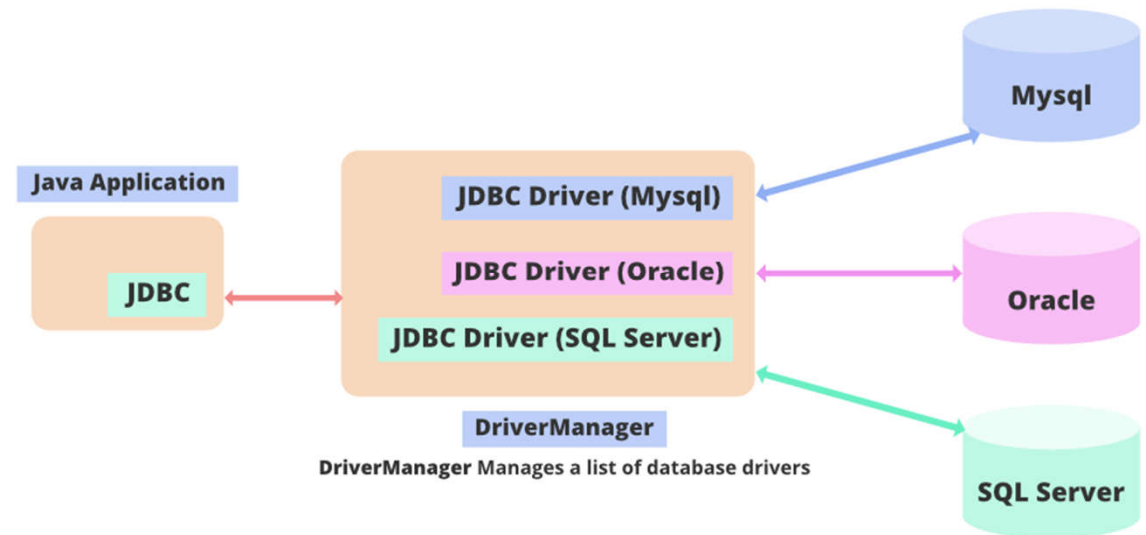 Java Application
JDBC
JDBC Driver (Mysql)
JDBC Driver (Oracle)
JDBC Driver (SQL Server)
DriverManager
DriverManager Manages a list of database drivers
Mysql
Oracle
SQL Server